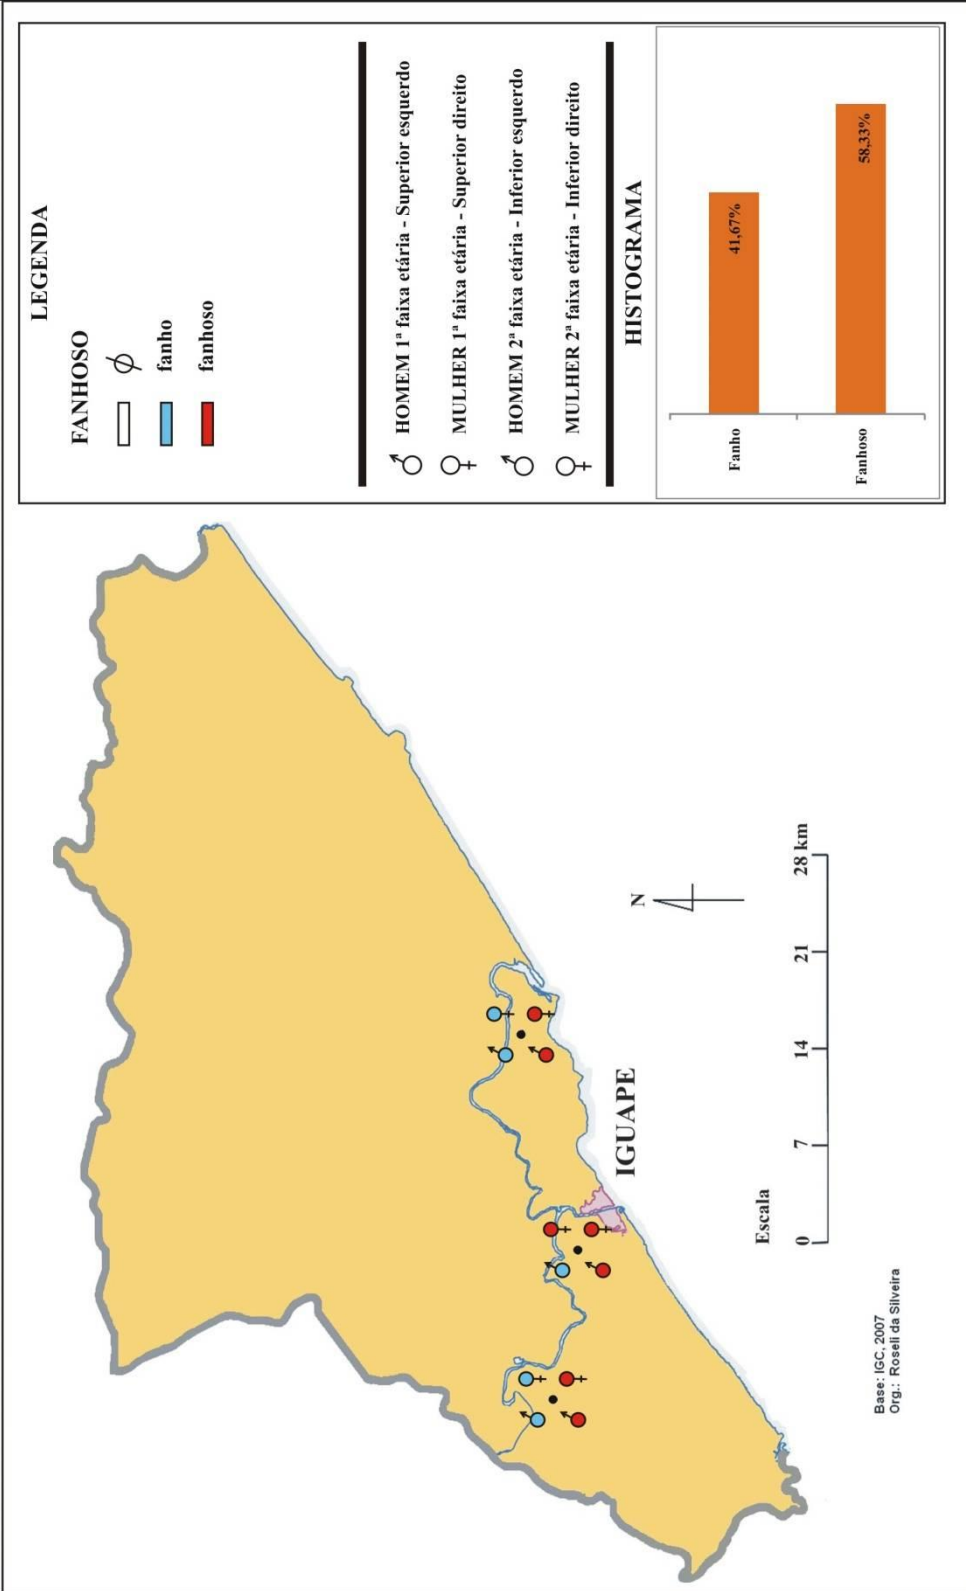 LEGENDA
FANHOSO
ϕ
fanho
fanhoso
HOMEM 1ª faixa etária - Superior esquerdo
MULHER 1ª faixa etária - Superior direito
HOMEM 2ª faixa etária - Inferior esquerdo
MULHER 2ª faixa etária - Inferior direito
HISTOGRAMA
Fanho
41,67%
Fanhoso
58,33%
IGUAPE
N
Escala
0 7 14 21 28 km
Base: IGC, 2007
Org.: Roseli da Silveira